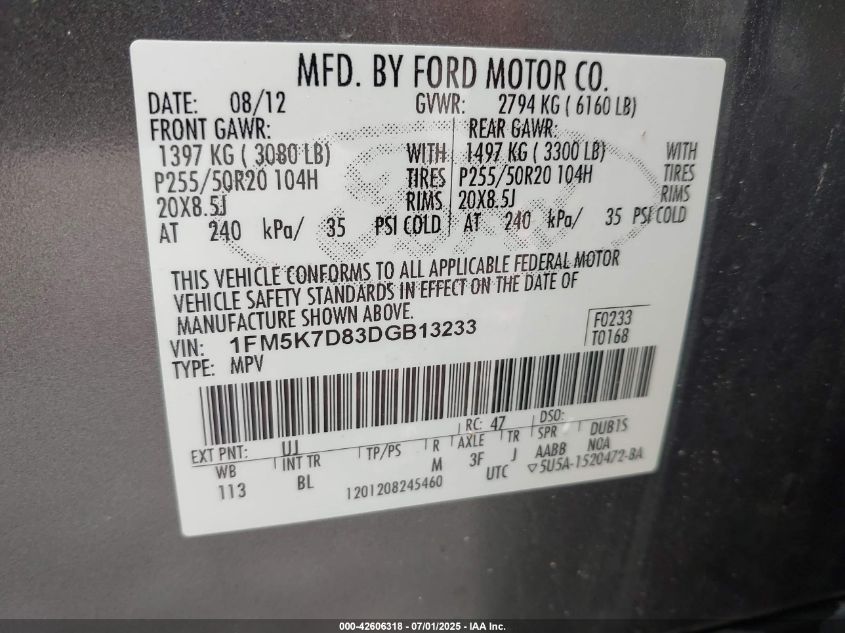 MFD. BY FORD MOTOR CO.
DATE: 08/12 GVWR: 2794 KG ( 6160 LB)
FRONT GAWR: REAR GAWR:
1397 KG ( 3080 LB) WITH 1497 KG ( 3300 LB) WITH
P255/50R20 104H TIRES P255/50R20 104H TIRES
20X8.5J RIMS 20X8.5J RIMS
AT 240 kPa/ 35 PSI COLD AT 240 kPa/ 35 PSI COLD
THIS VEHICLE CONFORMS TO ALL APPLICABLE FEDERAL MOTOR
VEHICLE SAFETY STANDARDS IN EFFECT ON THE DATE OF
MANUFACTURE SHOWN ABOVE.
VIN: 1FM5K7D83DGB13233 F0233
TYPE: MPV T0168
EXT PNT: UJ RC: 47 DSO:
WB INT TR TP/PS R AXLE TR SPR DUB1S
113 BL M 3F J AABB NOA
1201208245460 UTC ▽5U5A-1520472-BA
000-42606318 - 07/01/2025 - IAA Inc.